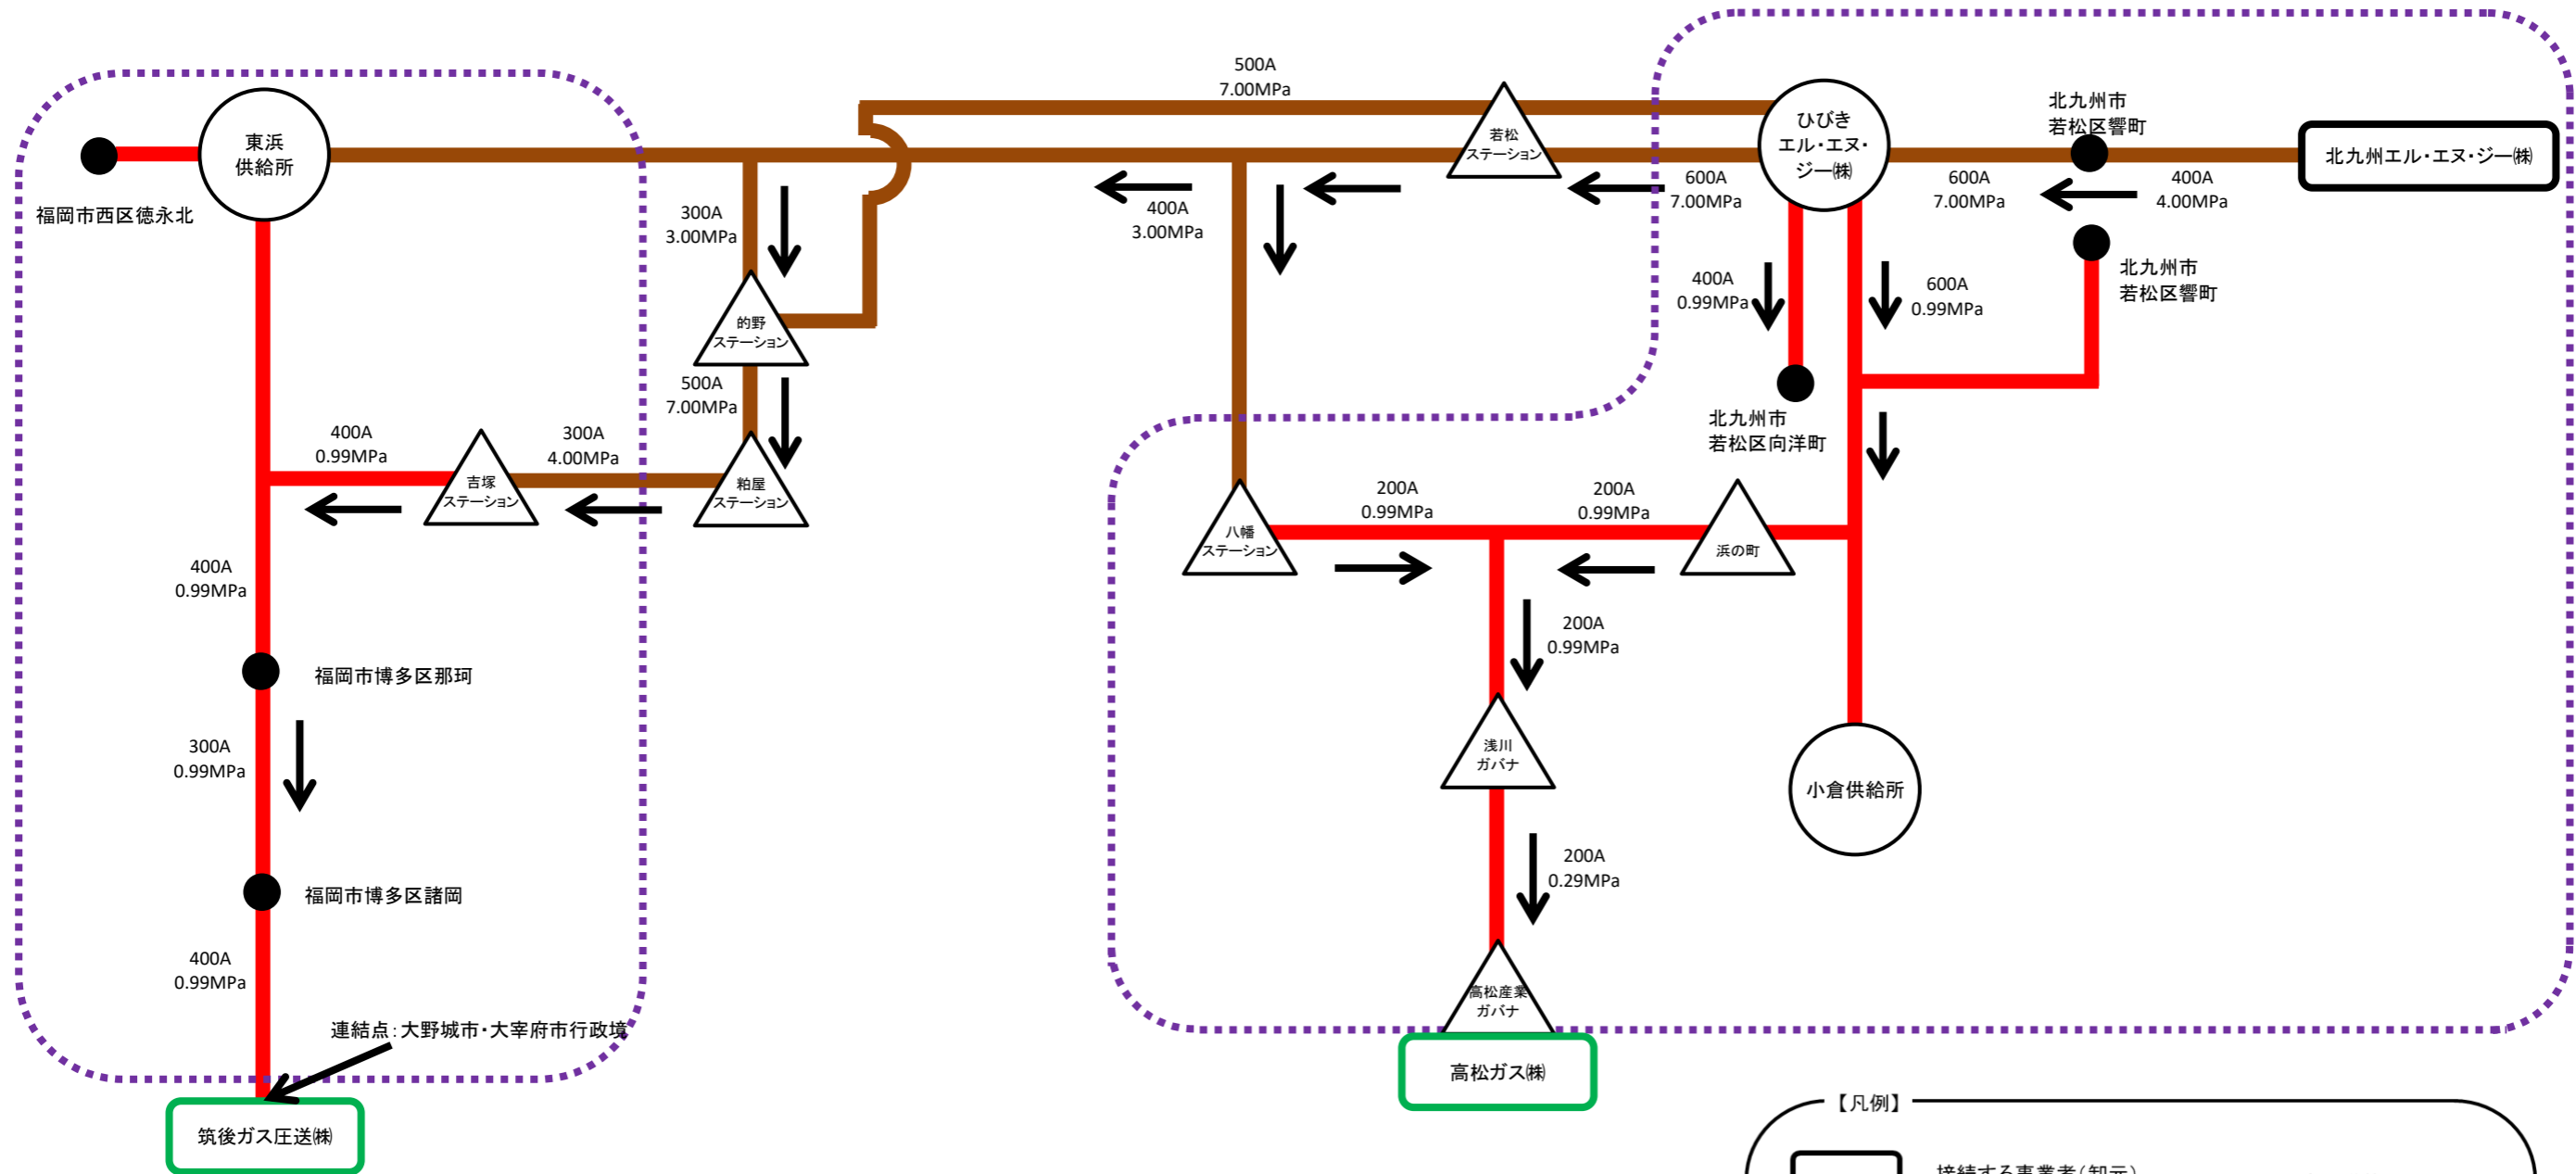 500A
7.00MPa
東浜
供給所
若松
ステーション
ひびき
エル・エヌ・
ジー㈱
北九州市
若松区響町
北九州エル・エヌ・ジー㈱
福岡市西区徳永北
300A
3.00MPa
400A
3.00MPa
600A
7.00MPa
600A
7.00MPa
400A
4.00MPa
400A
0.99MPa
600A
0.99MPa
北九州市
若松区響町
的野
ステーション
500A
7.00MPa
北九州市
若松区向洋町
400A
0.99MPa
300A
4.00MPa
吉塚
ステーション
粕屋
ステーション
200A
0.99MPa
200A
0.99MPa
八幡
ステーション
浜の町
400A
0.99MPa
200A
0.99MPa
福岡市博多区那珂
300A
0.99MPa
浅川
ガバナ
小倉供給所
福岡市博多区諸岡
200A
0.29MPa
400A
0.99MPa
高松産業
ガバナ
連結点：大野城市・大宰府市行政境
高松ガス㈱
筑後ガス圧送㈱
【凡例】
接続する事業者（卸元）